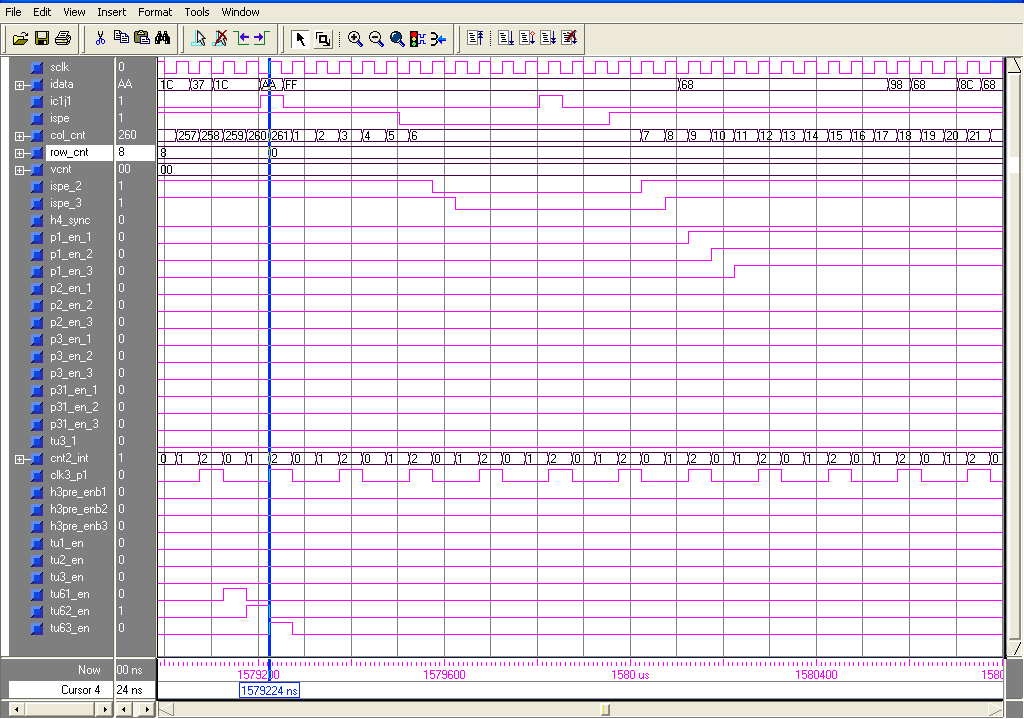 File Edit View Insert Format Tools Window
sclk 0
idata AA 1C 37 1C AA FF 68 98 68 8C 68
ic1j1 1
ispe 1
col_cnt 260 257 258 259 260 261 1 2 3 4 5 6 7 8 9 10 11 12 13 14 15 16 17 18 19 20 21
row_cnt 8 8 0
vcnt 00 00
ispe_2 1
ispe_3 1
h4_sync 0
p1_en_1 0
p1_en_2 0
p1_en_3 0
p2_en_1 0
p2_en_2 0
p2_en_3 0
p3_en_1 0
p3_en_2 0
p3_en_3 0
p31_en_1 0
p31_en_2 0
p31_en_3 0
tu3_1 0
cnt2_int 1 0 1 2 0 1 2 0 1 2 0 1 2 0 1 2 0 1 2 0 1 2 0 1 2 0 1 2 0 1 2 0 1 2 0 1 2 0
clk3_p1 0
h3pre_enb1 0
h3pre_enb2 0
h3pre_enb3 0
tu1_en 0
tu2_en 0
tu3_en 0
tu61_en 0
tu62_en 1
tu63_en 0
Now 00 ns 1579200 1579600 1580 us 1580400 1580
Cursor 4 24 ns 1579224 ns